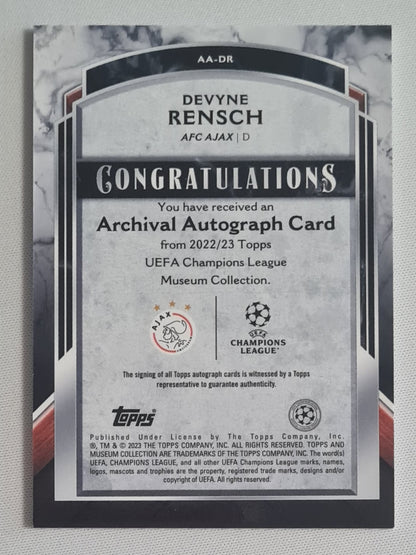 AA-DR
DEVYNE
RENSCH
AFC AJAX | D
CONGRATULATIONS
You have received an
Archival Autograph Card
from 2022/23 Topps
UEFA Champions League
Museum Collection.
AJAX
UEFA
CHAMPIONS
LEAGUE®
The signing of all Topps autograph cards is witnessed by a Topps
representative to guarantee authenticity.
Topps
Published Under License by The Topps Company, Inc.
®, TM & © 2022 THE TOPPS COMPANY, INC. ALL RIGHTS RESERVED. TOPPS AND
MUSEUM COLLECTION ARE TRADEMARKS OF THE TOPPS COMPANY, INC. The word(s)
UEFA, CHAMPIONS LEAGUE, and all other UEFA Champions League marks, names,
logos, mascots and trophies are the property, registered trade marks, designs and/or
copyright of UEFA. All rights reserved.